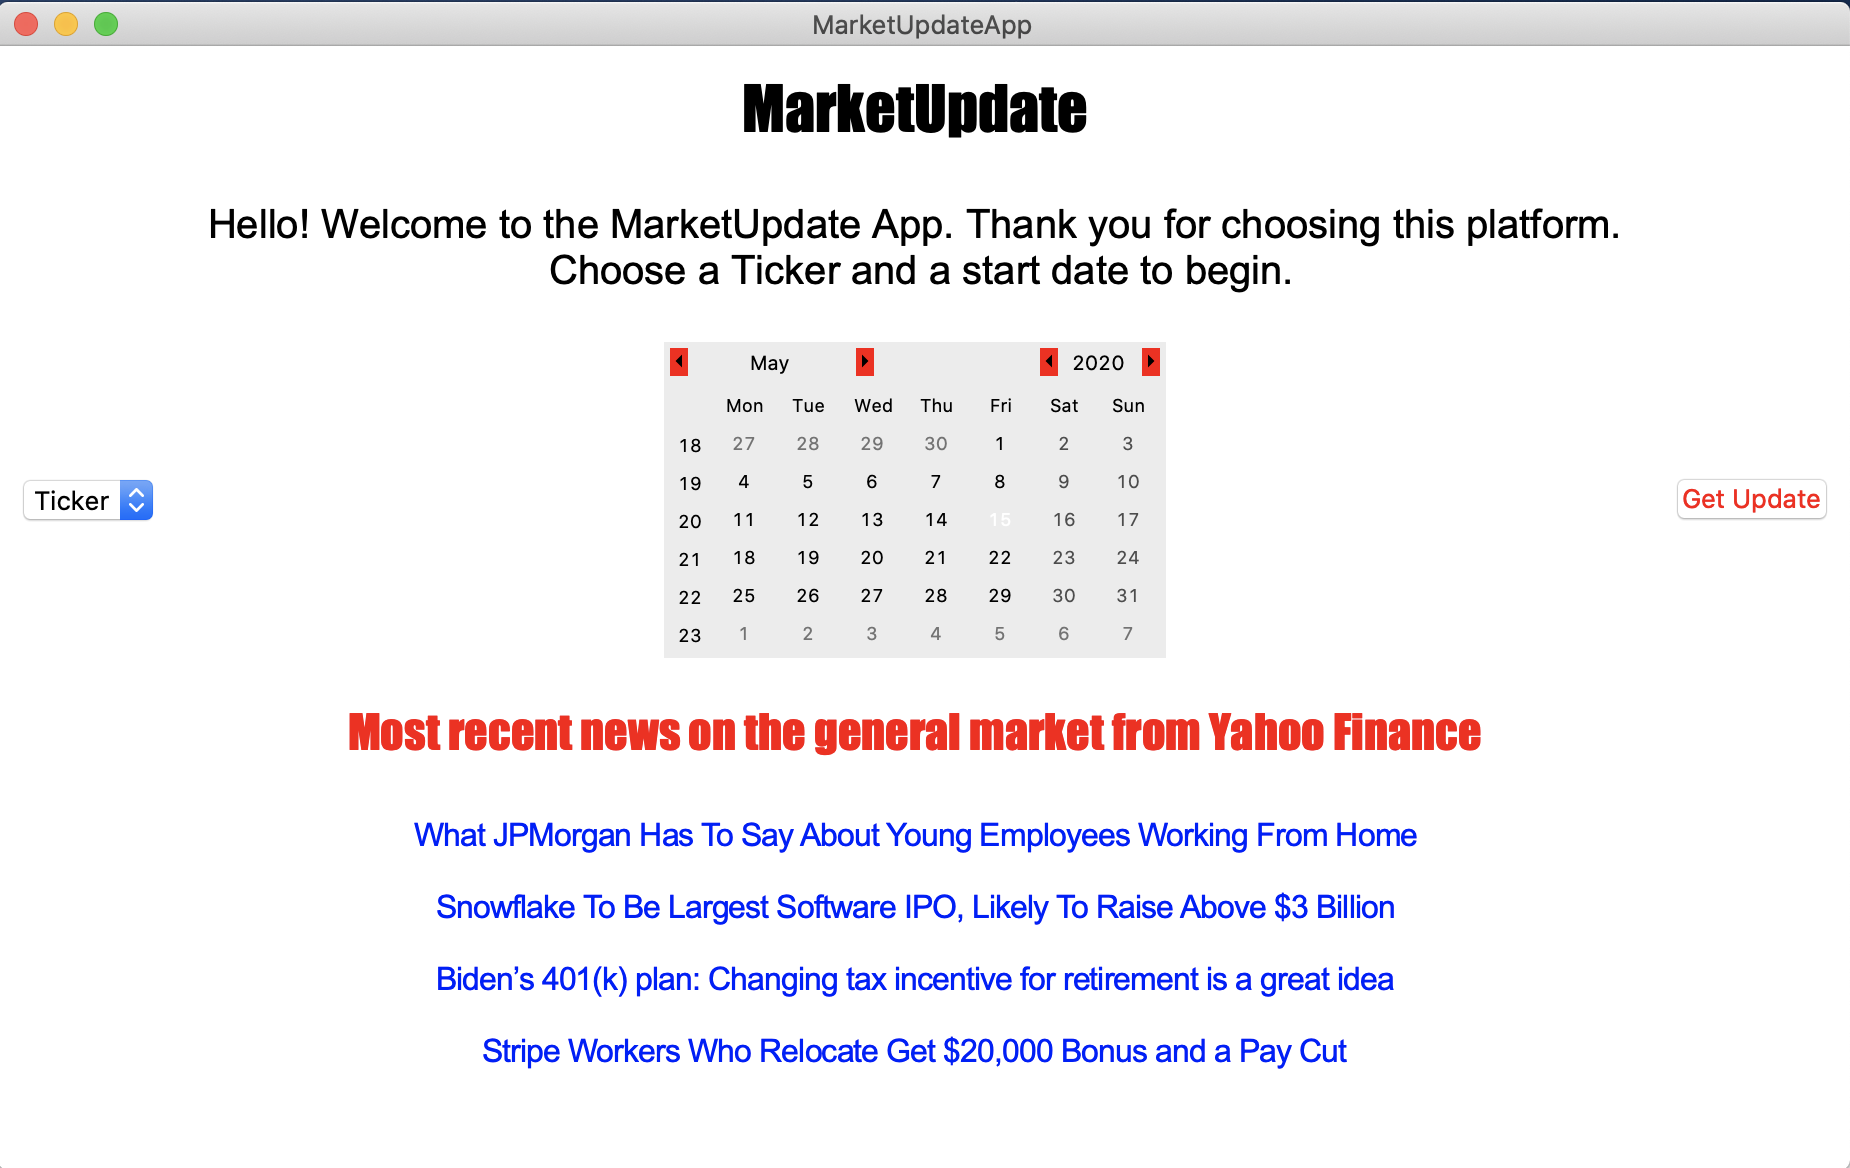 MarketUpdateApp
MarketUpdate
Hello! Welcome to the MarketUpdate App. Thank you for choosing this platform.
Choose a Ticker and a start date to begin.
May 2020
Mon Tue Wed Thu Fri Sat Sun
18 27 28 29 30 1 2 3
19 4 5 6 7 8 9 10
20 11 12 13 14 15 16 17
21 18 19 20 21 22 23 24
22 25 26 27 28 29 30 31
23 1 2 3 4 5 6 7
Ticker
Get Update
Most recent news on the general market from Yahoo Finance
What JPMorgan Has To Say About Young Employees Working From Home
Snowflake To Be Largest Software IPO, Likely To Raise Above $3 Billion
Biden’s 401(k) plan: Changing tax incentive for retirement is a great idea
Stripe Workers Who Relocate Get $20,000 Bonus and a Pay Cut